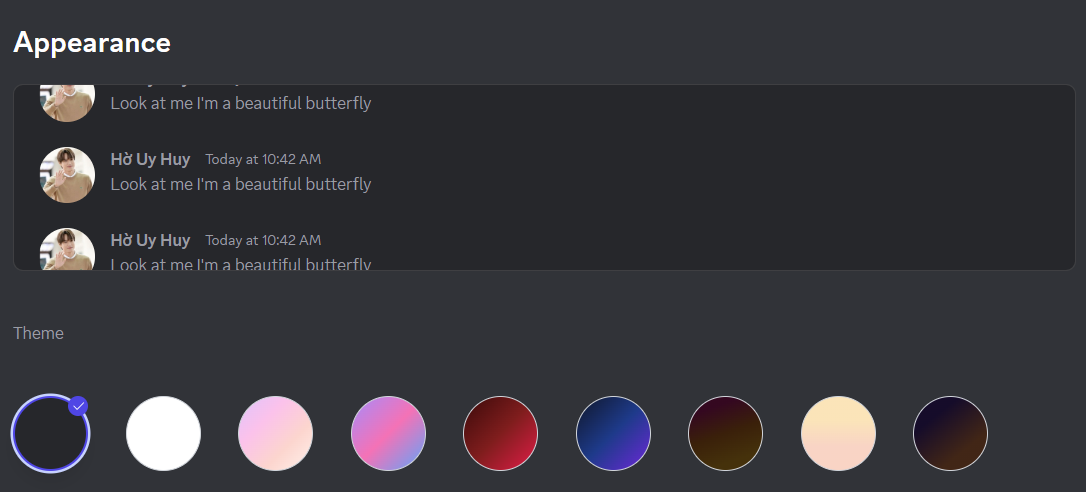 Appearance
Look at me I'm a beautiful butterfly
Hờ Uy Huy Today at 10:42 AM
Look at me I'm a beautiful butterfly
Hờ Uy Huy Today at 10:42 AM
Look at me I'm a beautiful butterfly
Theme